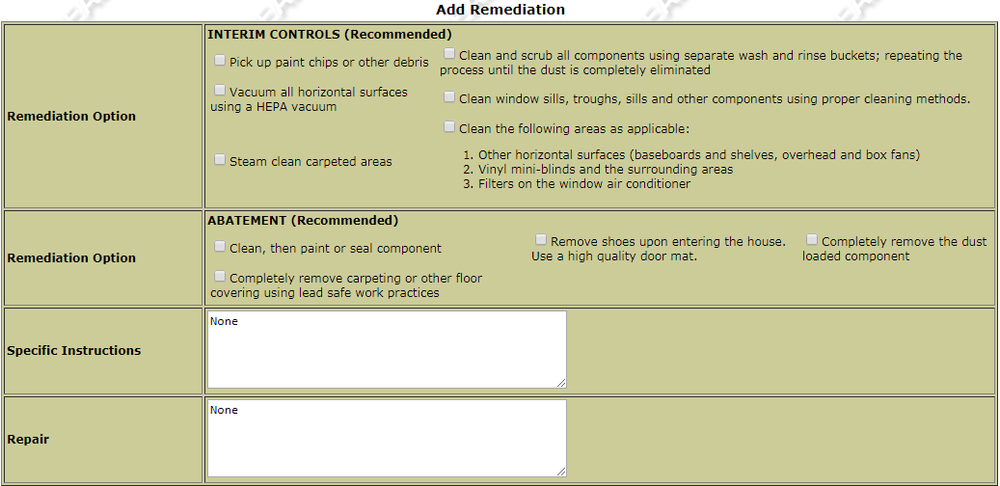 Add Remediation
Remediation Option
INTERIM CONTROLS (Recommended)
Pick up paint chips or other debris
Clean and scrub all components using separate wash and rinse buckets; repeating the
process until the dust is completely eliminated
Vacuum all horizontal surfaces
using a HEPA vacuum
Clean window sills, troughs, sills and other components using proper cleaning methods.
Steam clean carpeted areas
Clean the following areas as applicable:
1. Other horizontal surfaces (baseboards and shelves, overhead and box fans)
2. Vinyl mini-blinds and the surrounding areas
3. Filters on the window air conditioner
Remediation Option
ABATEMENT (Recommended)
Clean, then paint or seal component
Remove shoes upon entering the house.
Use a high quality door mat.
Completely remove the dust
loaded component
Completely remove carpeting or other floor
covering using lead safe work practices
Specific Instructions
None
Repair
None